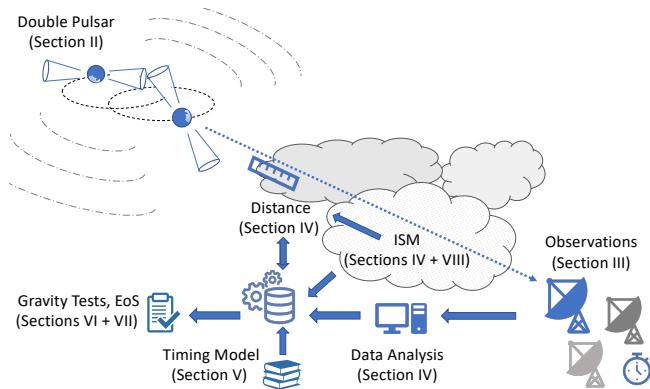 Double Pulsar
(Section II)
Distance
(Section IV)
ISM
(Sections IV + VIII)
Observations
(Section III)
Gravity Tests, EoS
(Sections VI + VII)
Timing Model
(Section V)
Data Analysis
(Section IV)